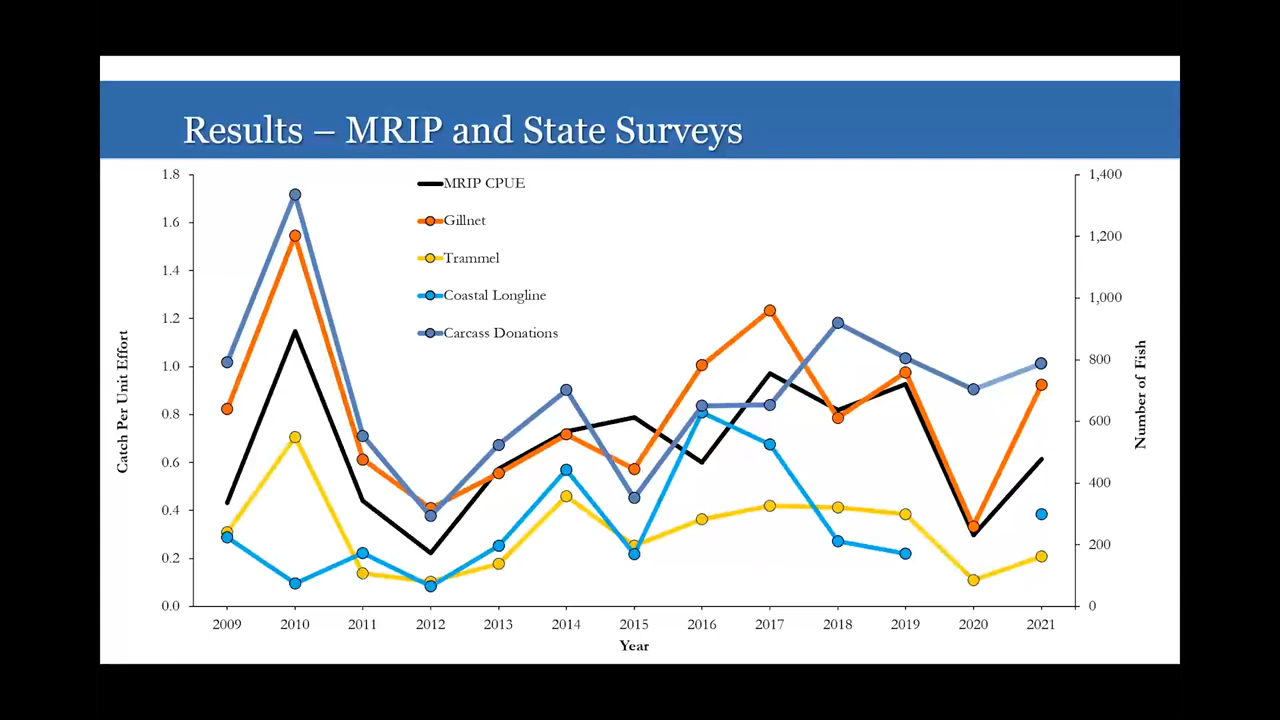 Results – MRIP and State Surveys
MRIP CPUE
Gillnet
Trammel
Coastal Longline
Carcass Donations
Catch Per Unit Effort
1.8
1.6
1.4
1.2
1.0
0.8
0.6
0.4
0.2
0.0
1,400
1,200
1,000
800
600
400
200
0
Number of Fish
2009 2010 2011 2012 2013 2014 2015 2016 2017 2018 2019 2020 2021
Year